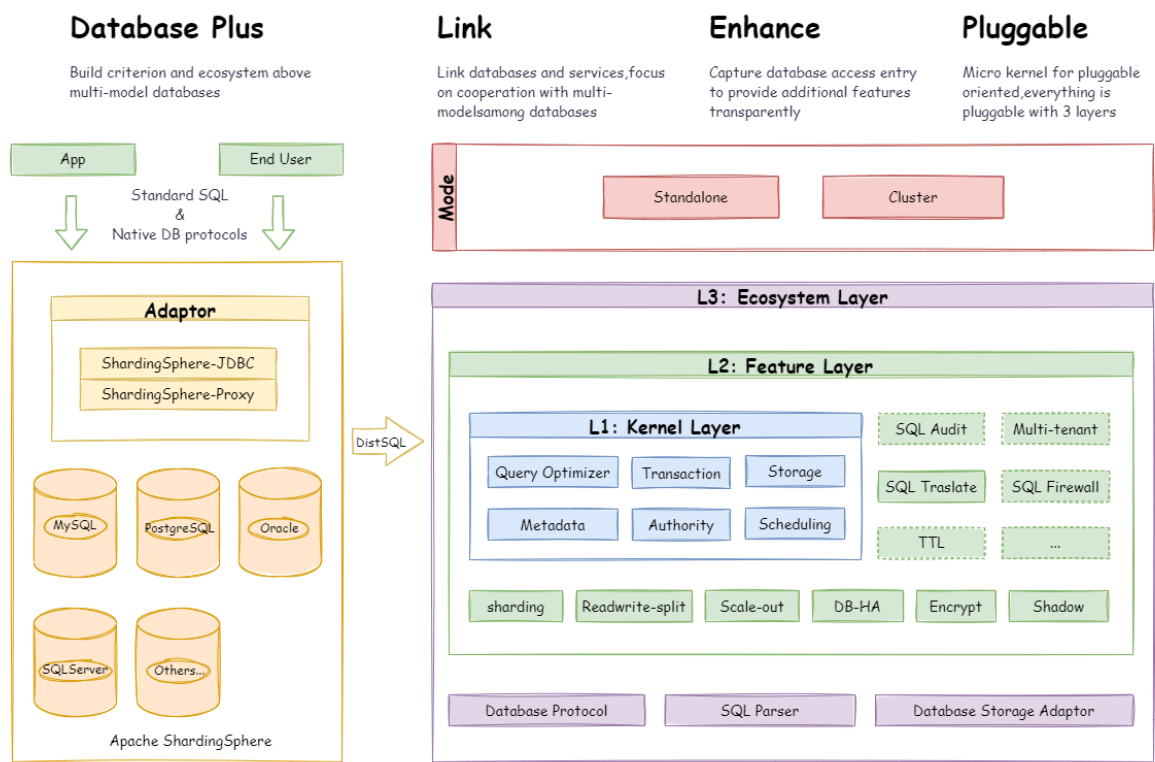 Database Plus
Build criterion and ecosystem above
multi-model databases
Link
Link databases and services,focus
on cooperation with multi-
modelsamong databases
Enhance
Capture database access entry
to provide additional features
transparently
Pluggable
Micro kernel for pluggable
oriented,everything is
pluggable with 3 layers
App
End User
Standard SQL
&
Native DB protocols
Adaptor
ShardingSphere-JDBC
ShardingSphere-Proxy
MySQL
PostgreSQL
Oracle
SQLServer
Others...
Apache ShardingSphere
DistSQL
Mode
Standalone
Cluster
L3: Ecosystem Layer
L2: Feature Layer
L1: Kernel Layer
Query Optimizer
Transaction
Storage
Metadata
Authority
Scheduling
SQL Audit
Multi-tenant
SQL Traslate
SQL Firewall
TTL
...
sharding
Readwrite-split
Scale-out
DB-HA
Encrypt
Shadow
Database Protocol
SQL Parser
Database Storage Adaptor